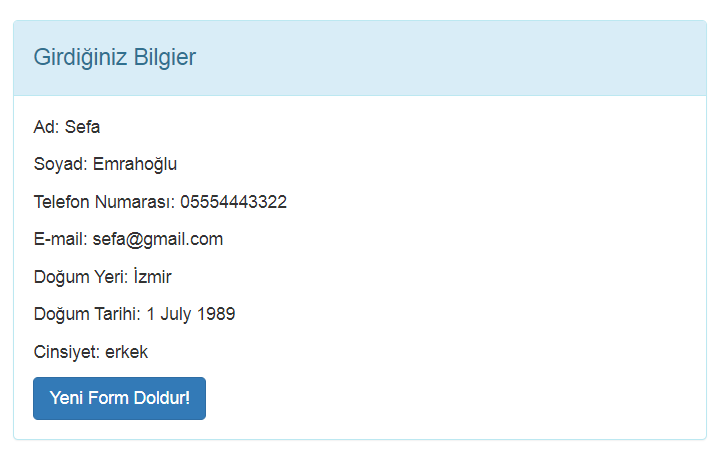 Girdiğiniz Bilgier
Ad: Sefa
Soyad: Emrahoğlu
Telefon Numarası: 05554443322
E-mail: sefa@gmail.com
Doğum Yeri: İzmir
Doğum Tarihi: 1 July 1989
Cinsiyet: erkek
Yeni Form Doldur!